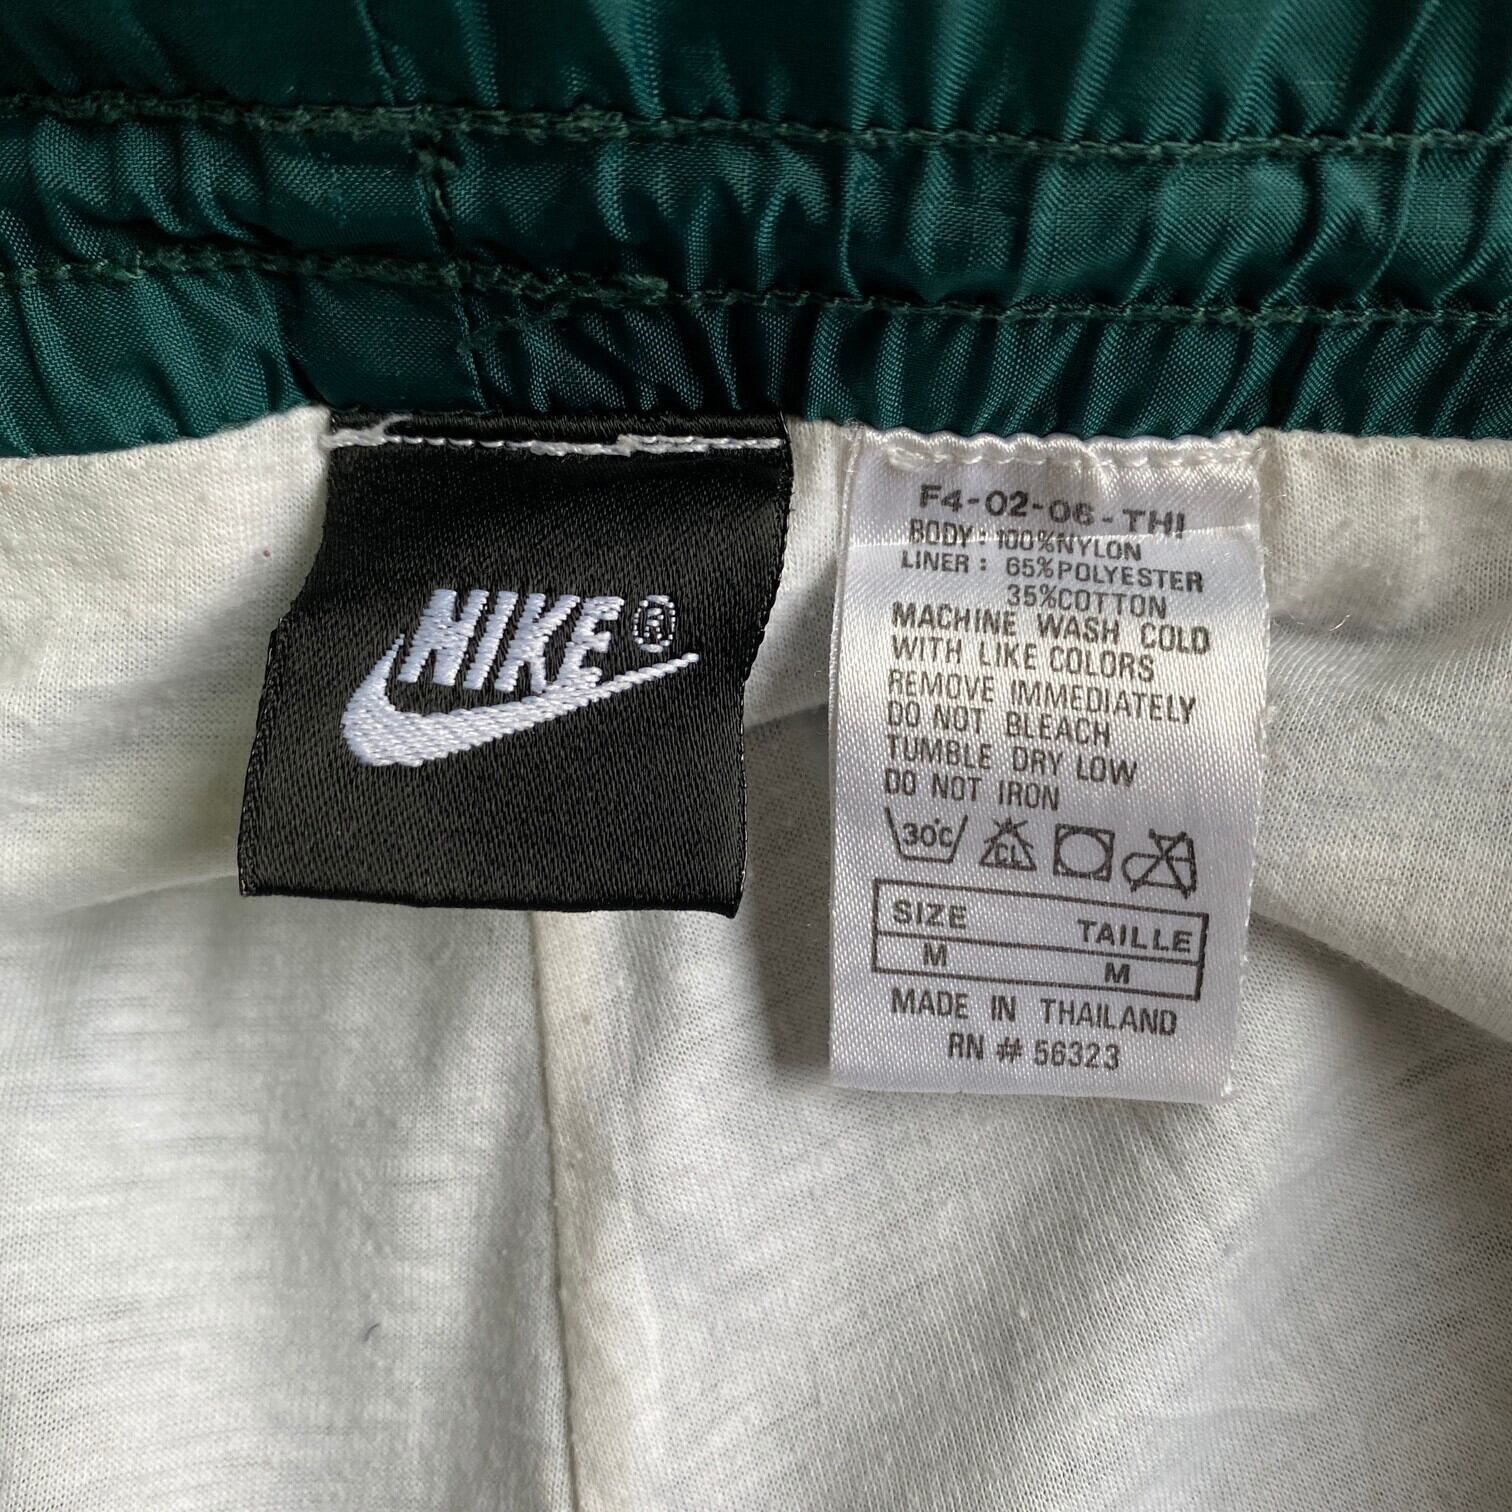 NIKE®
F4-02-06-THI
BODY : 100%NYLON
LINER : 65%POLYESTER
35%COTTON
MACHINE WASH COLD
WITH LIKE COLORS
REMOVE IMMEDIATELY
DO NOT BLEACH
TUMBLE DRY LOW
DO NOT IRON
30°C CL
SIZE TAILLE
M M
MADE IN THAILAND
RN # 56323